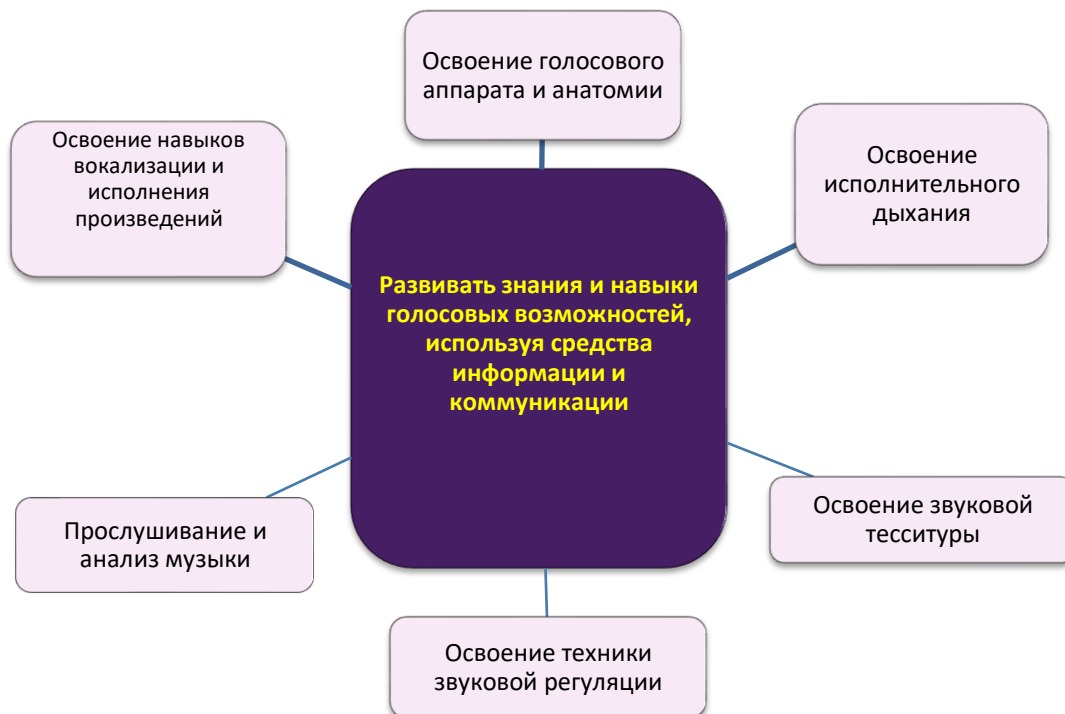 Освоение голосового
аппарата и анатомии
Освоение навыков
вокализации и
исполнения
произведений
Освоение
исполнительного
дыхания
Развивать знания и навыки
голосовых возможностей,
используя средства
информации и
коммуникации
Прослушивание и
анализ музыки
Освоение звуковой
тесситуры
Освоение техники
звуковой регуляции